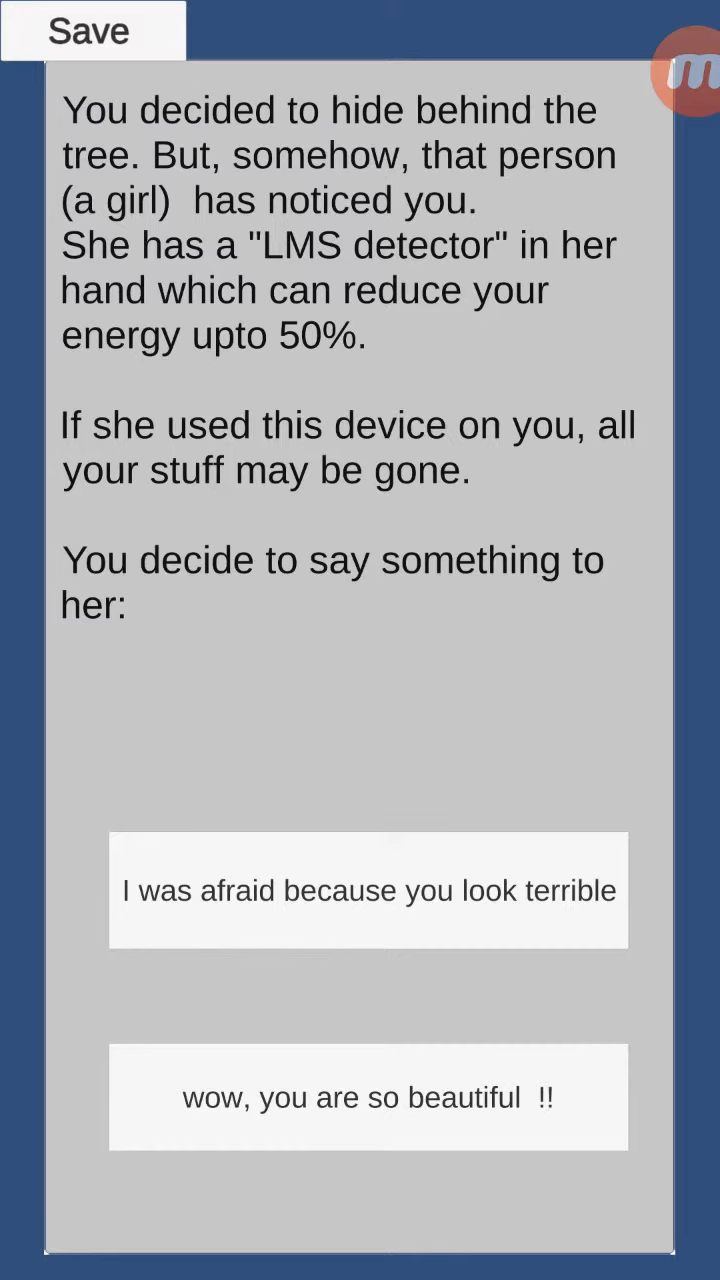 Save
You decided to hide behind the
tree. But, somehow, that person
(a girl)  has noticed you.
She has a "LMS detector" in her
hand which can reduce your
energy upto 50%.
If she used this device on you, all
your stuff may be gone.
You decide to say something to
her:
I was afraid because you look terrible
wow, you are so beautiful  !!